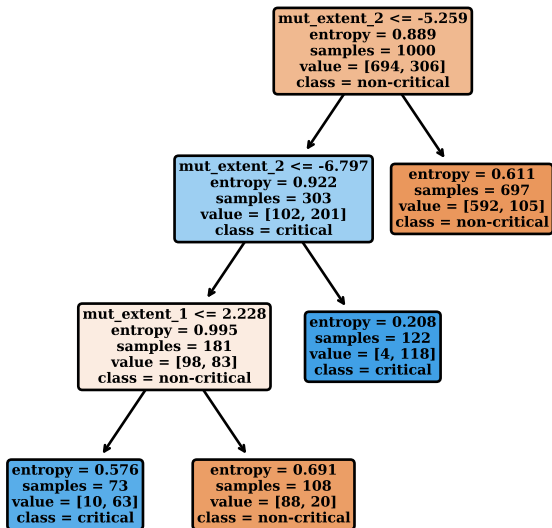 mut_extent_2 <= -5.259
entropy = 0.889
samples = 1000
value = [694, 306]
class = non-critical
mut_extent_2 <= -6.797
entropy = 0.922
samples = 303
value = [102, 201]
class = critical
entropy = 0.611
samples = 697
value = [592, 105]
class = non-critical
mut_extent_1 <= 2.228
entropy = 0.995
samples = 181
value = [98, 83]
class = non-critical
entropy = 0.208
samples = 122
value = [4, 118]
class = critical
entropy = 0.576
samples = 73
value = [10, 63]
class = critical
entropy = 0.691
samples = 108
value = [88, 20]
class = non-critical